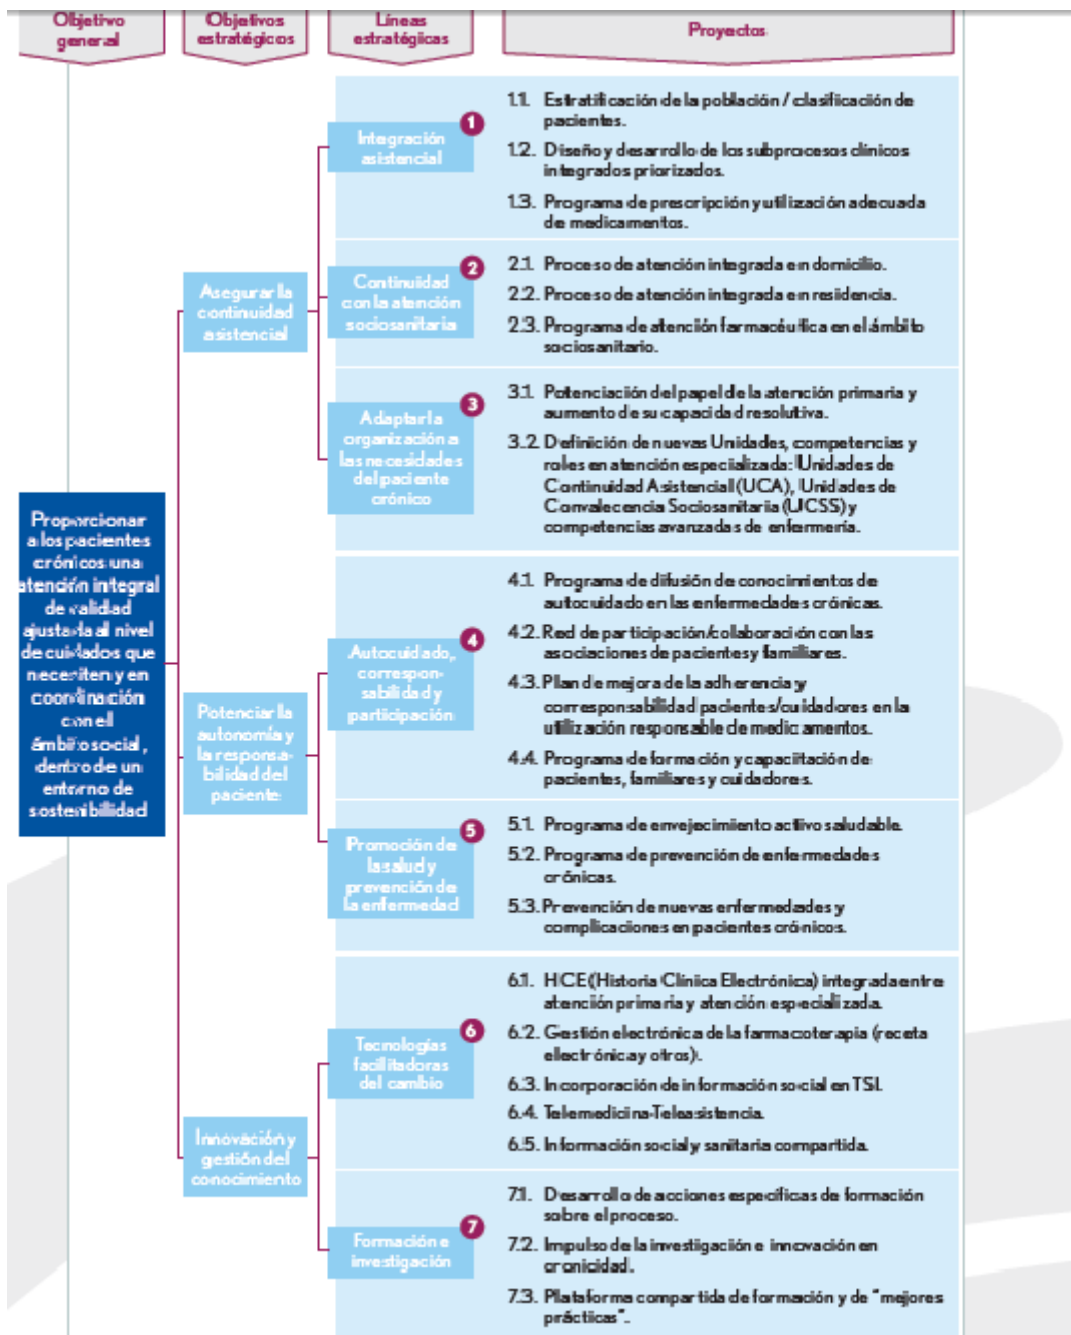 Objetivo
general
Objetivos
estratégicos
Líneas
estratégicas
Proyectos
Proporcionar
a los pacientes
crónicos una
atención integral
de calidad
ajustada al nivel
de cuidados que
necesiten y en
coordinación
con el
ámbito social,
dentro de un
entorno de
sostenibilidad
Asegurar la
continuidad
asistencial
Integración
asistencial
1
1.1. Estratificación de la población / clasificación de
pacientes.
1.2. Diseño y desarrollo de los subprocesos clínicos
integrados priorizados.
1.3. Programa de prescripción y utilización adecuada
de medicamentos.
Continuidad
con la atención
sociosanitaria
2
2.1. Proceso de atención integrada en domicilio.
2.2. Proceso de atención integrada en residencia.
2.3. Programa de atención farmacéutica en el ámbito
sociosanitario.
Adaptar la
organización a
las necesidades
del paciente
crónico
3
3.1. Potenciación del papel de la atención primaria y
aumento de su capacidad resolutiva.
3.2. Definición de nuevas Unidades, competencias y
roles en atención especializada: Unidades de
Continuidad Asistencial (UCA), Unidades de
Convalecencia Sociosanitaria (UCSS) y
competencias avanzadas de enfermería.
Potenciar la
autonomía y
la responsa-
bilidad del
paciente
Autocuidado,
correspon-
sabilidad y
participación
4
4.1 Programa de difusión de conocimientos de
autocuidado en las enfermedades crónicas.
4.2. Red de participación/colaboración con las
asociaciones de pacientes y familiares.
4.3. Plan de mejora de la adherencia y
corresponsabilidad pacientes/cuidadores en la
utilización responsable de medicamentos.
4.4. Programa de formación y capacitación de
pacientes, familiares y cuidadores.
Promoción de
la salud y
prevención de
la enfermedad
5
5.1. Programa de envejecimiento activo saludable.
5.2. Programa de prevención de enfermedades
crónicas.
5.3. Prevención de nuevas enfermedades y
complicaciones en pacientes crónicos.
Innovación y
gestión del
conocimiento
Tecnologías
facilitadoras
del cambio
6
6.1. HCE (Historia Clínica Electrónica) integrada entre
atención primaria y atención especializada.
6.2. Gestión electrónica de la farmacoterapia (receta
electrónica y otros).
6.3. Incorporación de información social en TSI.
6.4. Telemedicina-Teleasistencia.
6.5. Información social y sanitaria compartida.
Formación e
investigación
7
7.1. Desarrollo de acciones específicas de formación
sobre el proceso.
7.2. Impulso de la investigación e innovación en
cronicidad.
7.3. Plataforma compartida de formación y de "mejores
prácticas".